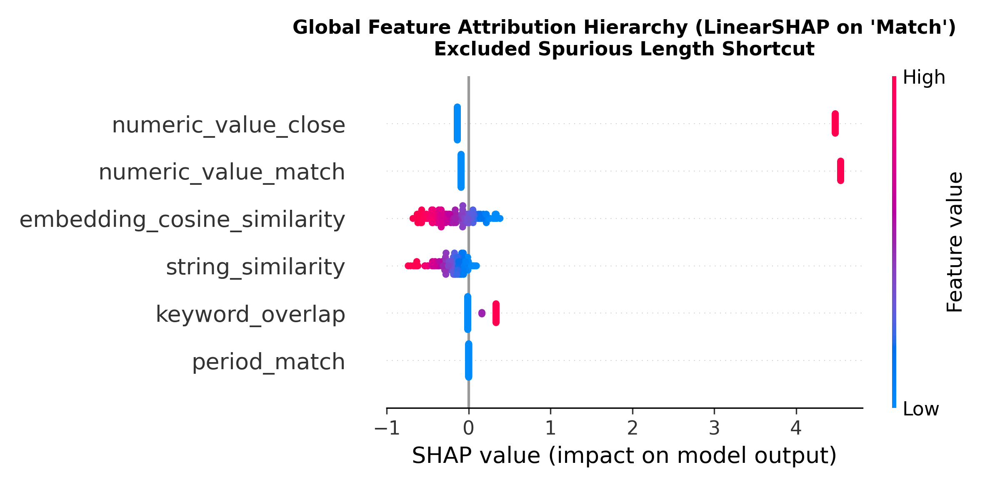 Global Feature Attribution Hierarchy (LinearSHAP on 'Match')
Excluded Spurious Length Shortcut
High
numeric_value_close
numeric_value_match
embedding_cosine_similarity
string_similarity
keyword_overlap
period_match
Feature value
Low
−1 0 1 2 3 4
SHAP value (impact on model output)